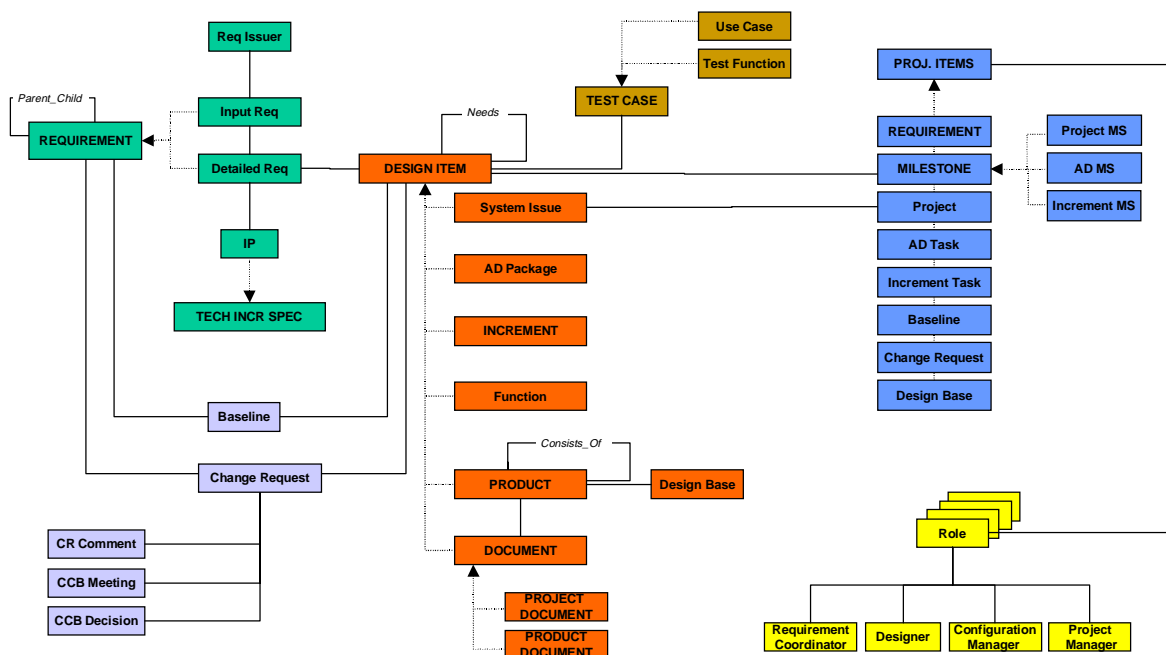 Use Case
Req Issuer
Test Function
PROJ. ITEMS
TEST CASE
Parent_Child
Input Req
Needs
REQUIREMENT
REQUIREMENT
Project MS
Detailed Req
DESIGN ITEM
MILESTONE
AD MS
System Issue
Project
Increment MS
IP
AD Task
AD Package
Increment Task
TECH INCR SPEC
INCREMENT
Baseline
Change Request
Function
Design Base
Baseline
Consists_Of
Change Request
PRODUCT
Design Base
CR Comment
DOCUMENT
Role
CCB Meeting
PROJECT
DOCUMENT
CCB Decision
PRODUCT
DOCUMENT
Requirement
Coordinator
Designer
Configuration
Manager
Project
Manager